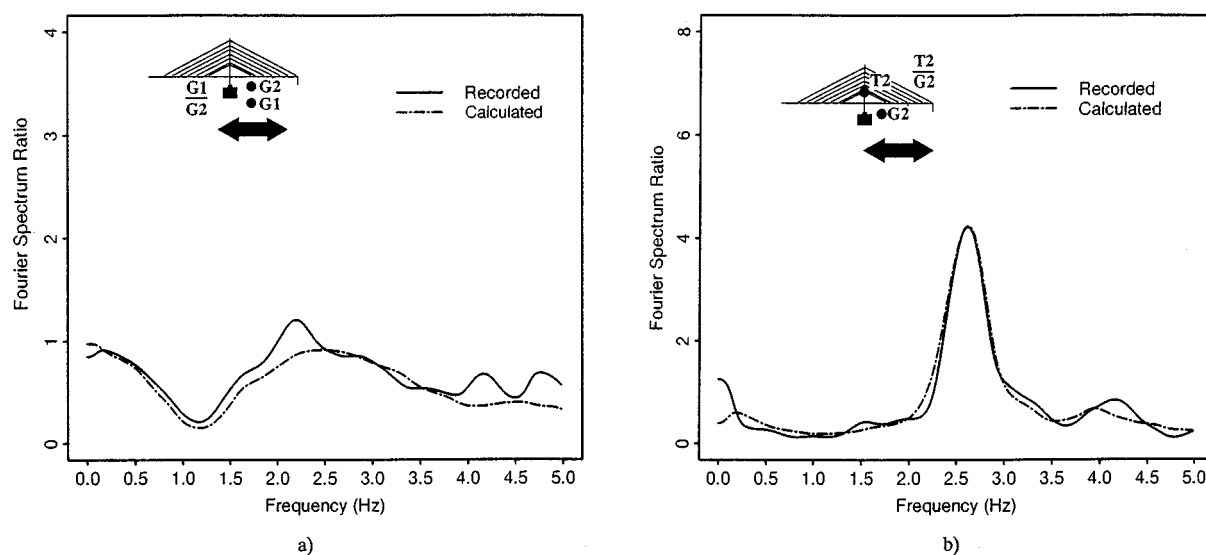 4
3
2
1
0
Fourier Spectrum Ratio
G1
G2
G2
G1
Recorded
Calculated
0.0 0.5 1.0 1.5 2.0 2.5 3.0 3.5 4.0 4.5 5.0
Frequency (Hz)
a)
8
6
4
2
0
Fourier Spectrum Ratio
T2
T2
G2
G2
Recorded
Calculated
0.0 0.5 1.0 1.5 2.0 2.5 3.0 3.5 4.0 4.5 5.0
Frequency (Hz)
b)